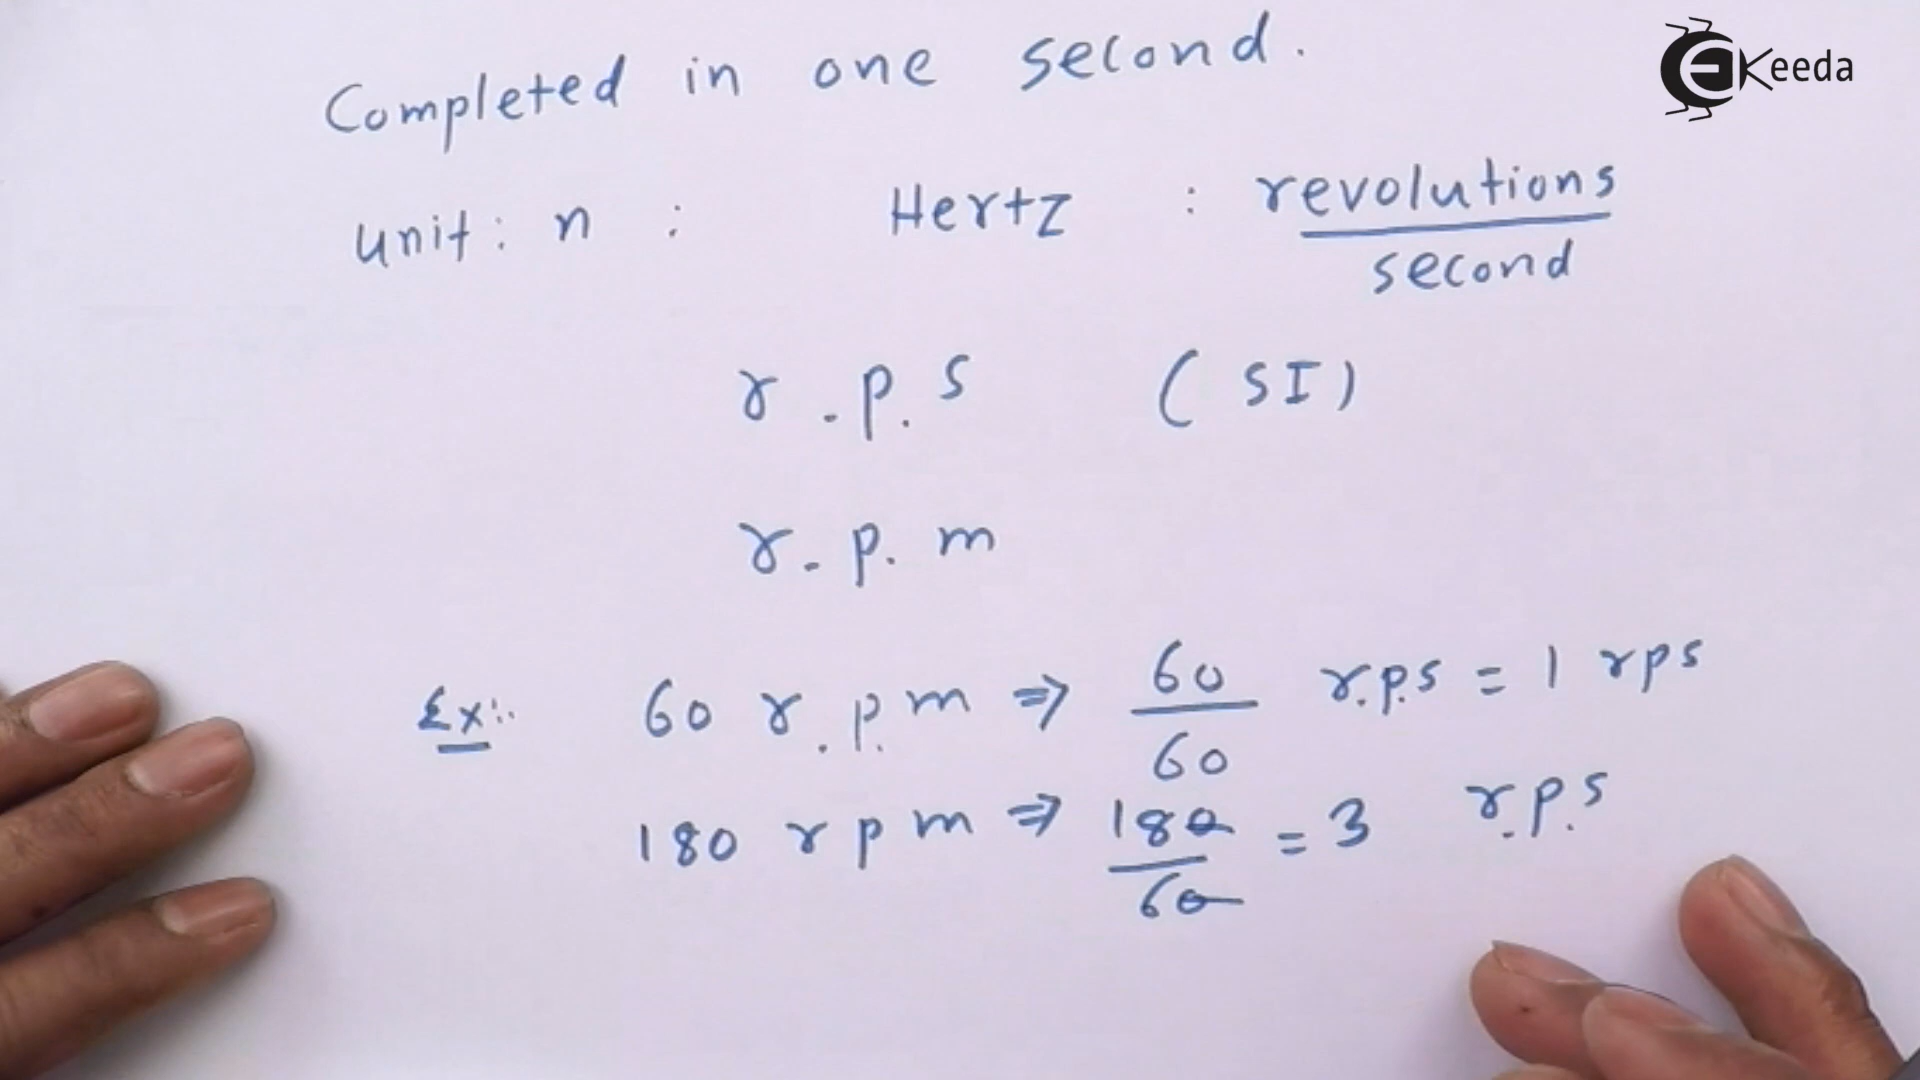 Completed in one second.
Keeda
unit: n : Hertz : revolutions / second
r.p.s (SI)
r.p.m
Ex:. 60 r.p.m ⇒ 60/60 r.p.s = 1 rps
180 rpm ⇒ 180/60 = 3 r.p.s